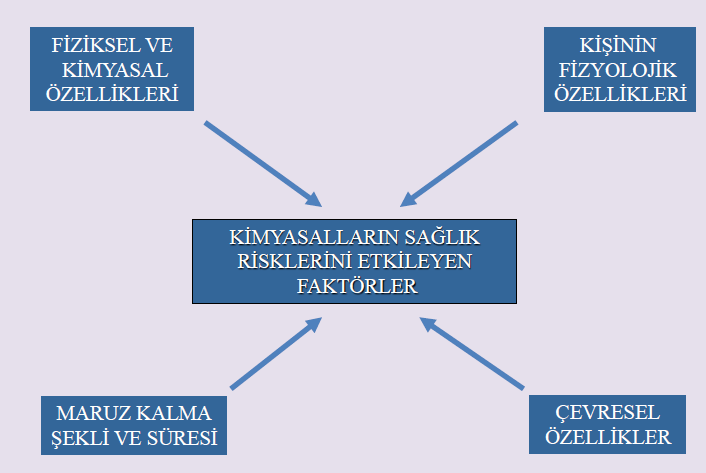 FİZİKSEL VE
KİMYASAL
ÖZELLİKLERİ
KİŞİNİN
FİZYOLOJİK
ÖZELLİKLERİ
KİMYASALLARIN SAĞLIK
RİSKLERİNİ ETKİLEYEN
FAKTÖRLER
MARUZ KALMA
ŞEKLİ VE SÜRESİ
ÇEVRESEL
ÖZELLİKLER